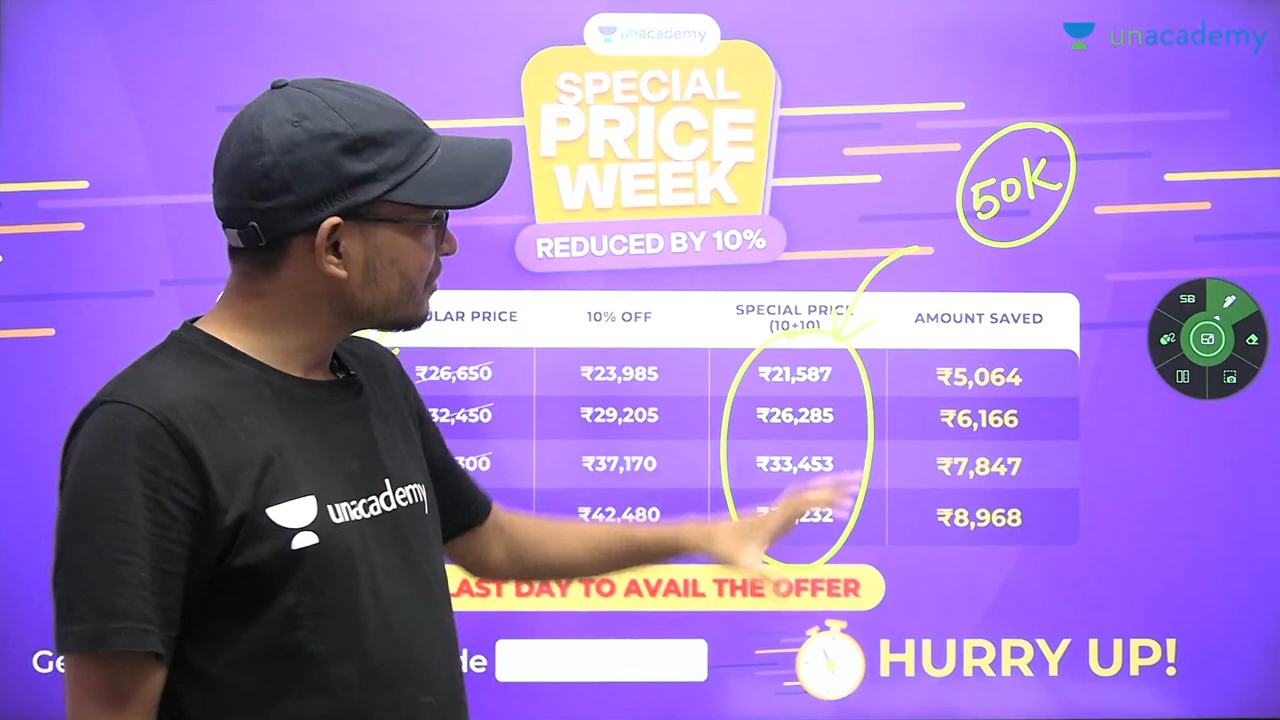 unacademy
unacademy
SPECIAL
PRICE
WEEK
REDUCED BY 10%
50K
ULAR PRICE 10% OFF SPECIAL PRICE (10+10) AMOUNT SAVED
₹26,650 ₹23,985 ₹21,587 ₹5,064
32,450 ₹29,205 ₹26,285 ₹6,166
300 ₹37,170 ₹33,453 ₹7,847
₹42,480 ,232 ₹8,968
unacademy
LAST DAY TO AVAIL THE OFFER
HURRY UP!
SB